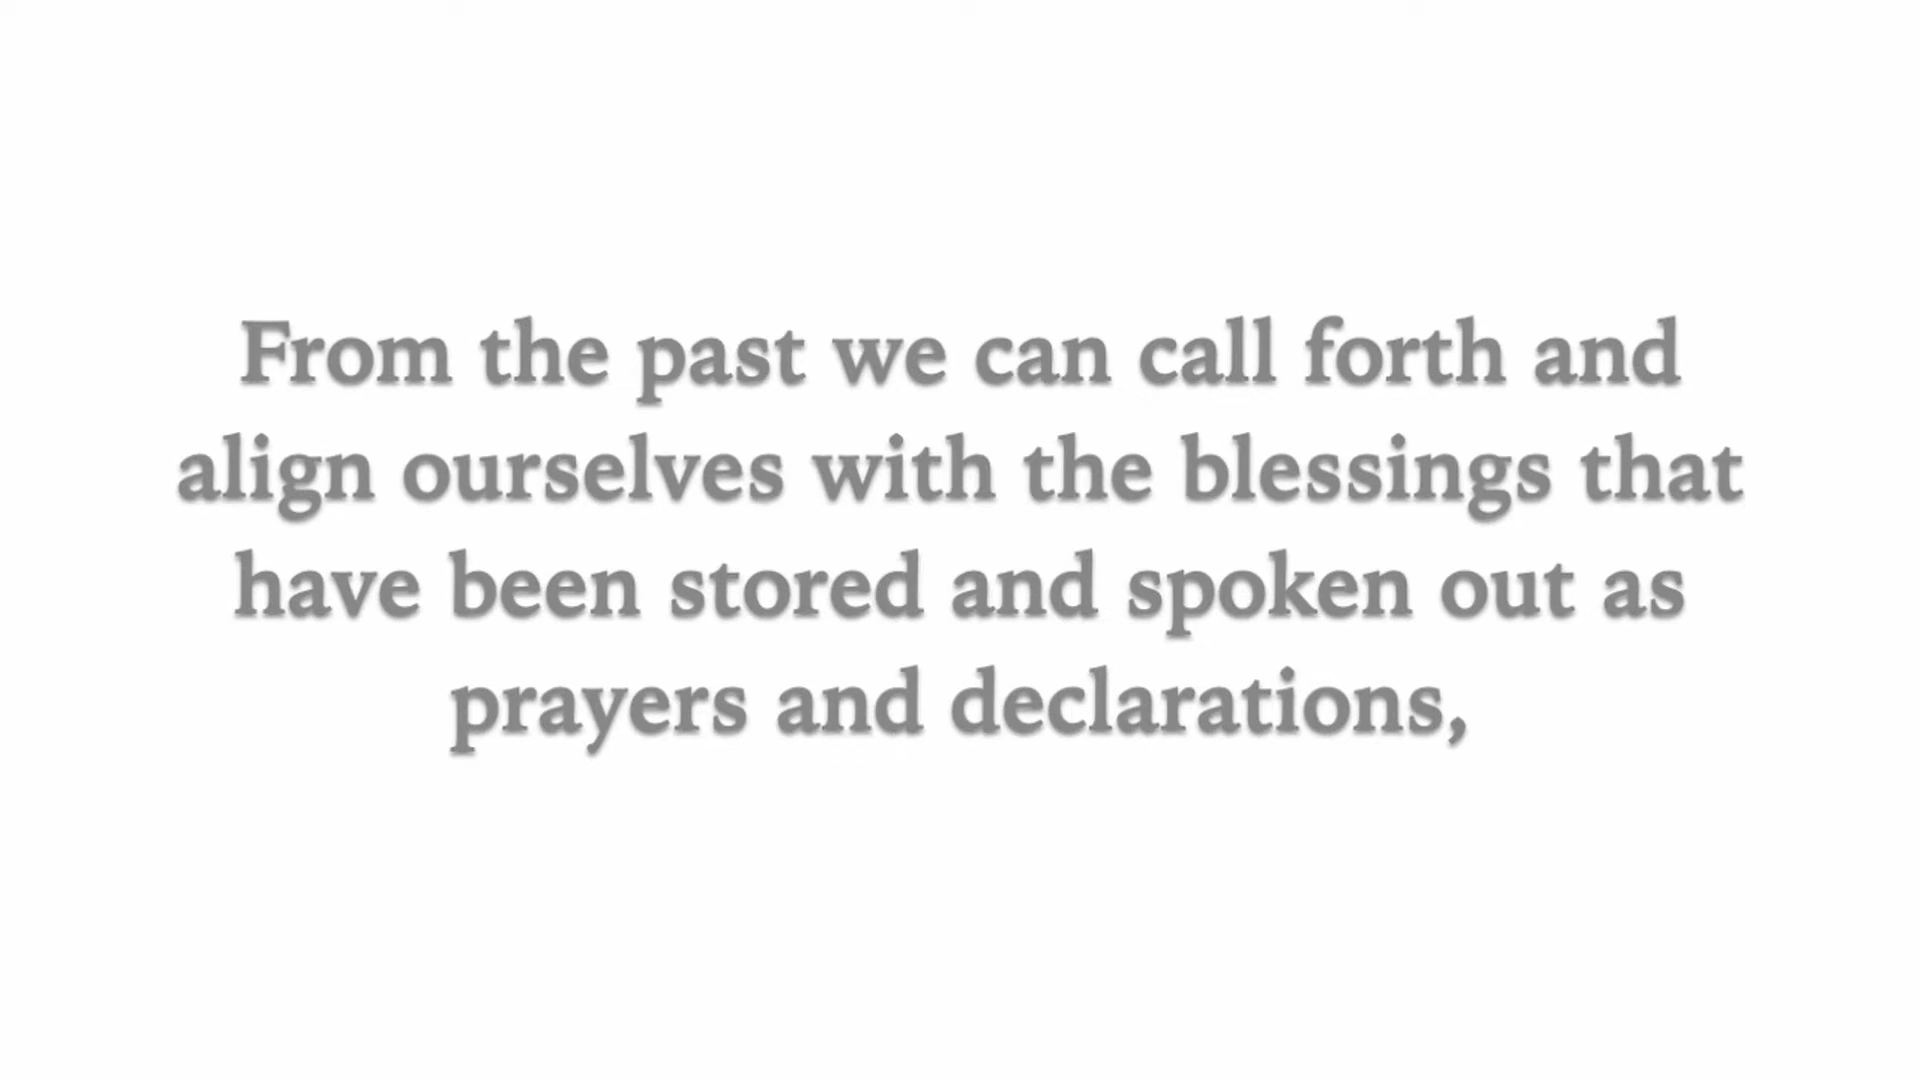 From the past we can call forth and
align ourselves with the blessings that
have been stored and spoken out as
prayers and declarations,